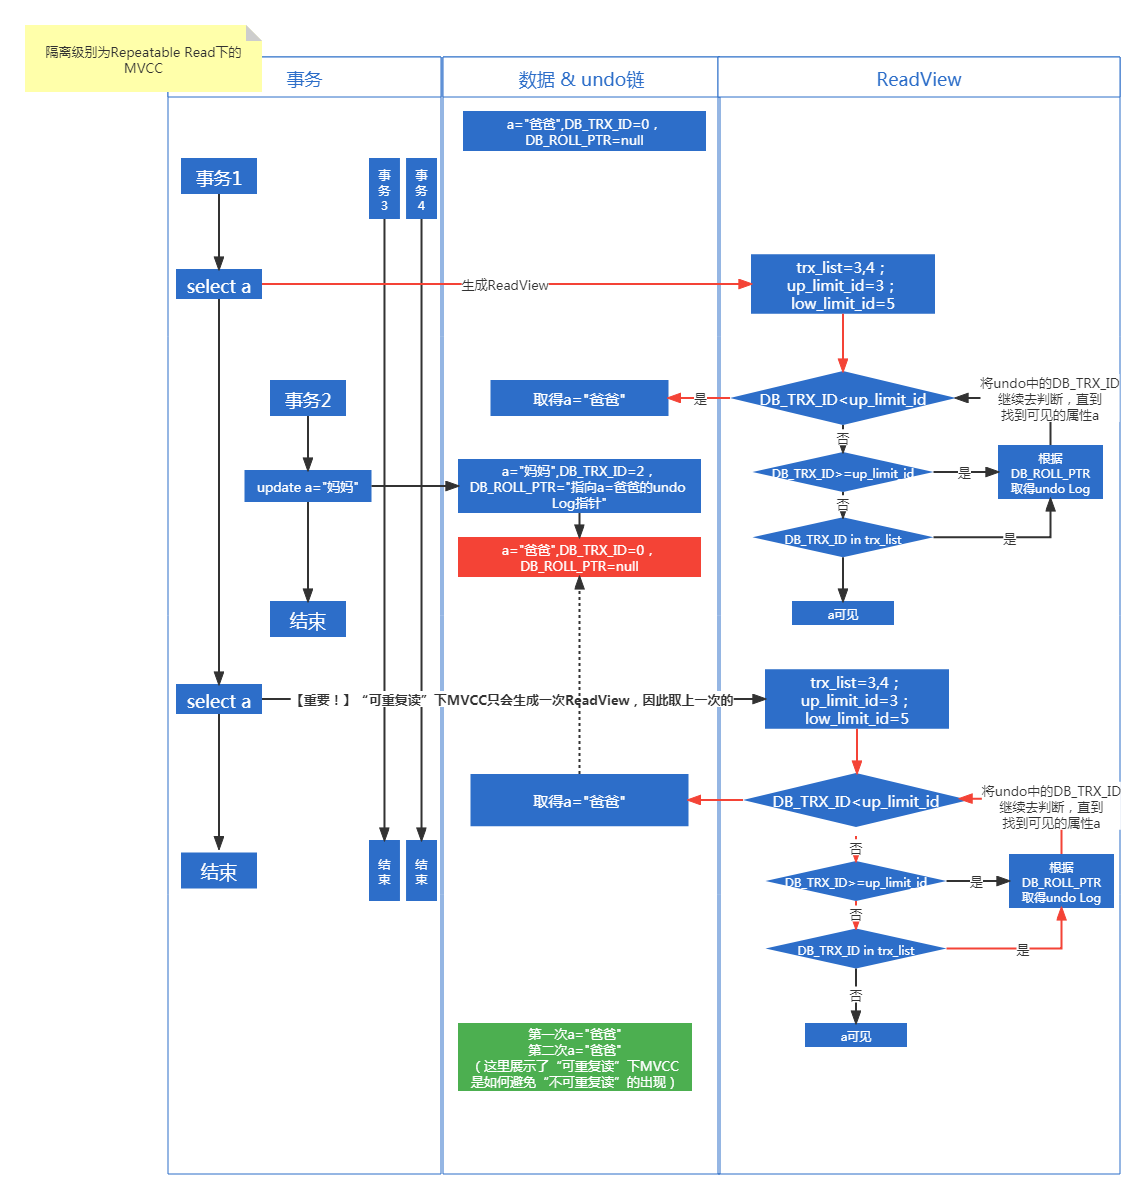 隔离级别为Repeatable Read下的
MVCC
事务
数据 & undo链
ReadView
a="爸爸",DB_TRX_ID=0，
DB_ROLL_PTR=null
事务1
事
务
3
事
务
4
select a
生成ReadView
trx_list=3,4；
up_limit_id=3；
low_limit_id=5
事务2
取得a="爸爸"
是
DB_TRX_ID<up_limit_id
将undo中的DB_TRX_ID
继续去判断，直到
找到可见的属性a
否
update a="妈妈"
a="妈妈",DB_TRX_ID=2，
DB_ROLL_PTR="指向a=爸爸的undo
Log指针"
DB_TRX_ID>=up_limit_id
是
根据
DB_ROLL_PTR
取得undo Log
否
a="爸爸",DB_TRX_ID=0，
DB_ROLL_PTR=null
DB_TRX_ID in trx_list
是
结束
a可见
select a
【重要！】“可重复读”下MVCC只会生成一次ReadView，因此取上一次的
trx_list=3,4；
up_limit_id=3；
low_limit_id=5
取得a="爸爸"
DB_TRX_ID<up_limit_id
将undo中的DB_TRX_ID
继续去判断，直到
找到可见的属性a
否
结束
结
束
结
束
DB_TRX_ID>=up_limit_id
是
根据
DB_ROLL_PTR
取得undo Log
否
DB_TRX_ID in trx_list
是
否
a可见
第一次a="爸爸"
第二次a="爸爸"
（这里展示了“可重复读”下MVCC
是如何避免“不可重复读”的出现）